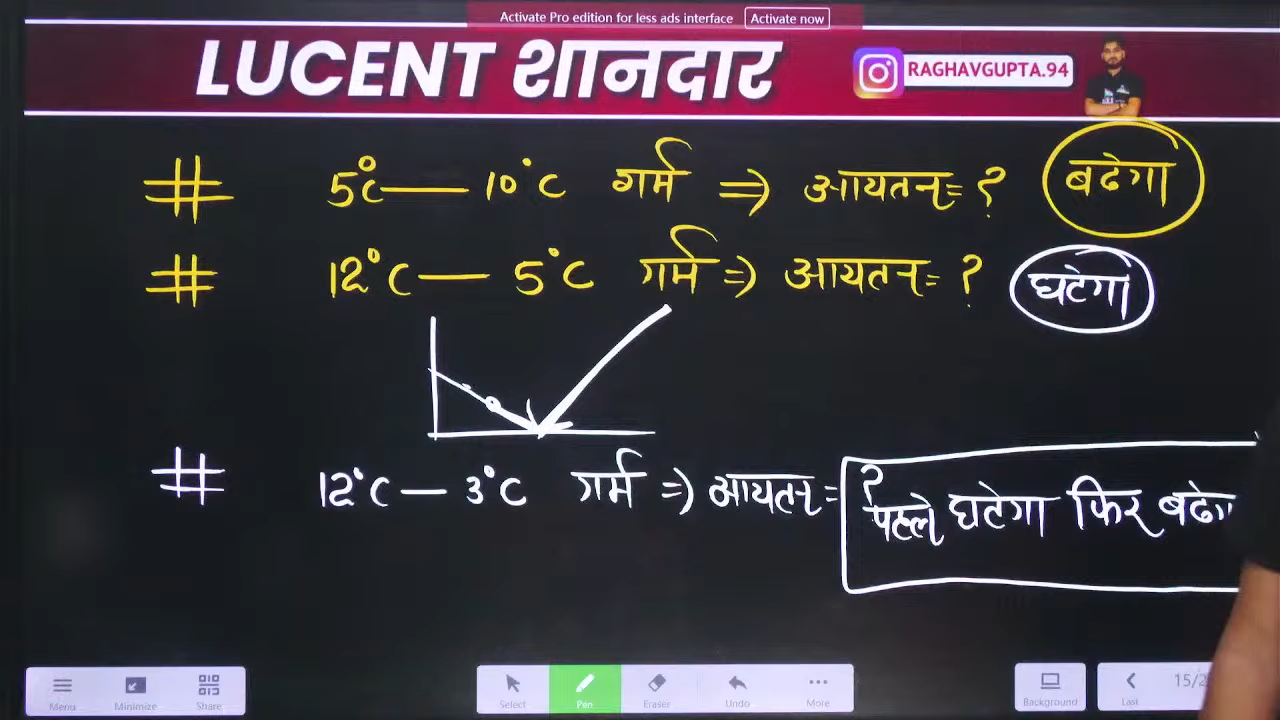 Activate Pro edition for less ads interface Activate now
LUCENT शानदार RAGHAVGUPTA.94
# 5°C — 10°C गर्म => आयतन = ? बढेगा
# 12°C — 5°C गर्म => आयतन = ? घटेगा
# 12°C — 3°C गर्म => आयतन = ?
पहले घटेगा फिर
Menu Minimize Share Select Pen Eraser Undo More Background Last